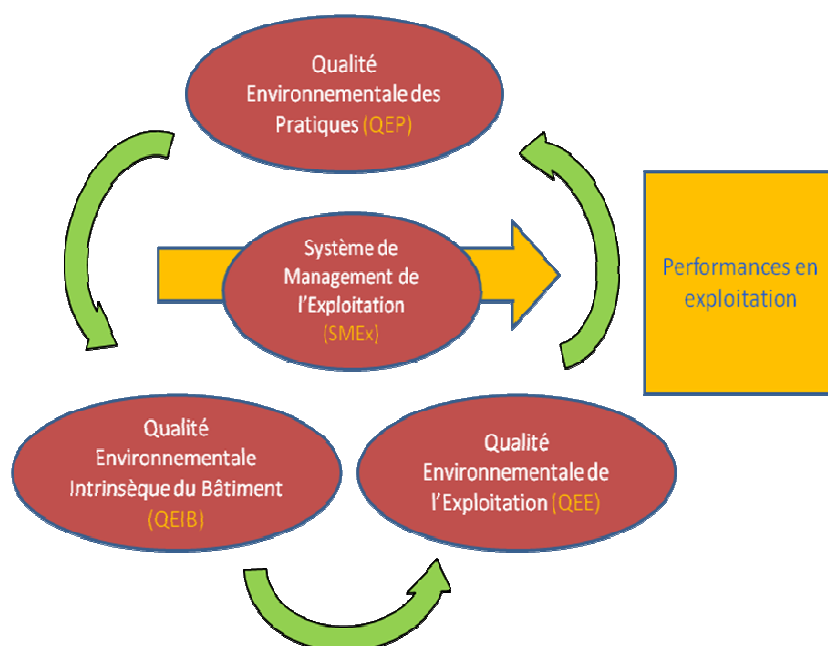 Qualité
Environnementale des
Pratiques (QEP)
Système de
Management de
l'Exploitation
(SMEx)
Performances en
exploitation
Qualité
Environnementale
Intrinsèque du Bâtiment
(QEIB)
Qualité
Environnementale de
l'Exploitation (QEE)